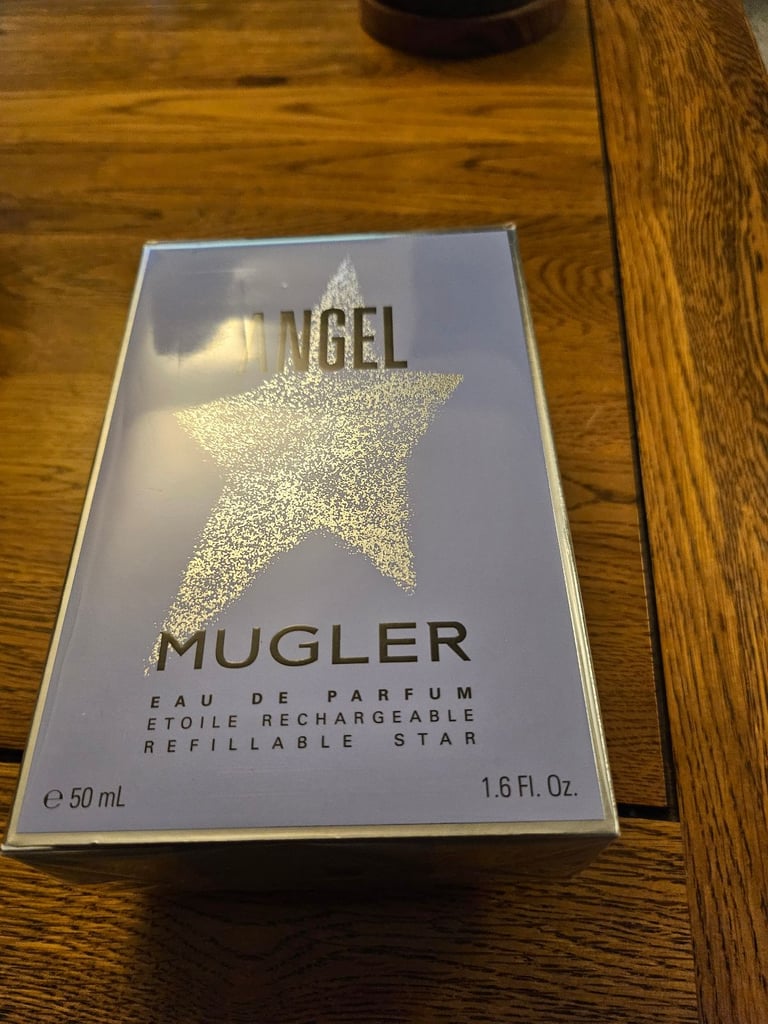 ANGEL
MUGLER
EAU DE PARFUM
ETOILE RECHARGEABLE
REFILLABLE STAR
℮ 50 mL
1.6 Fl. Oz.